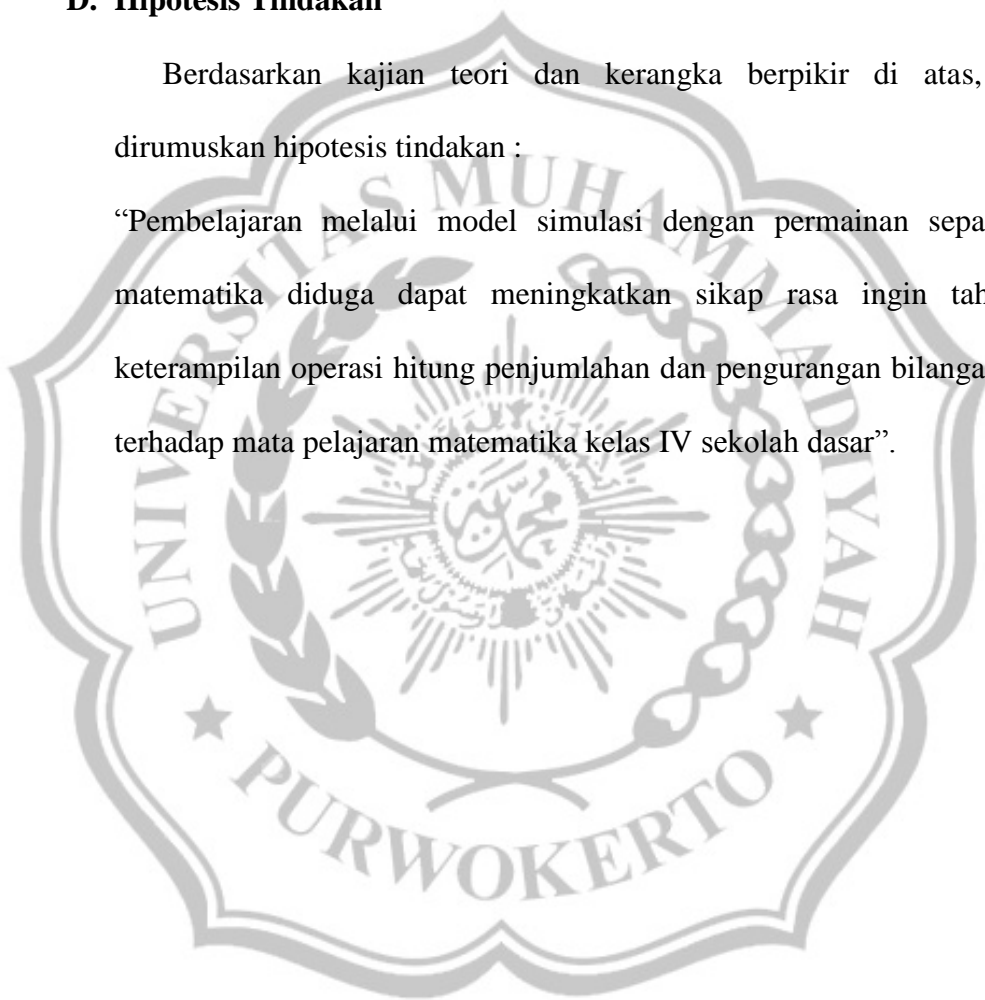 D. Hipotesis Tindakan
Berdasarkan kajian teori dan kerangka berpikir di atas,
dirumuskan hipotesis tindakan :
“Pembelajaran melalui model simulasi dengan permainan sepa
matematika diduga dapat meningkatkan sikap rasa ingin tah
keterampilan operasi hitung penjumlahan dan pengurangan bilanga
terhadap mata pelajaran matematika kelas IV sekolah dasar”.
UNIVERSITAS MUHAMMADIYAH
PURWOKERTO